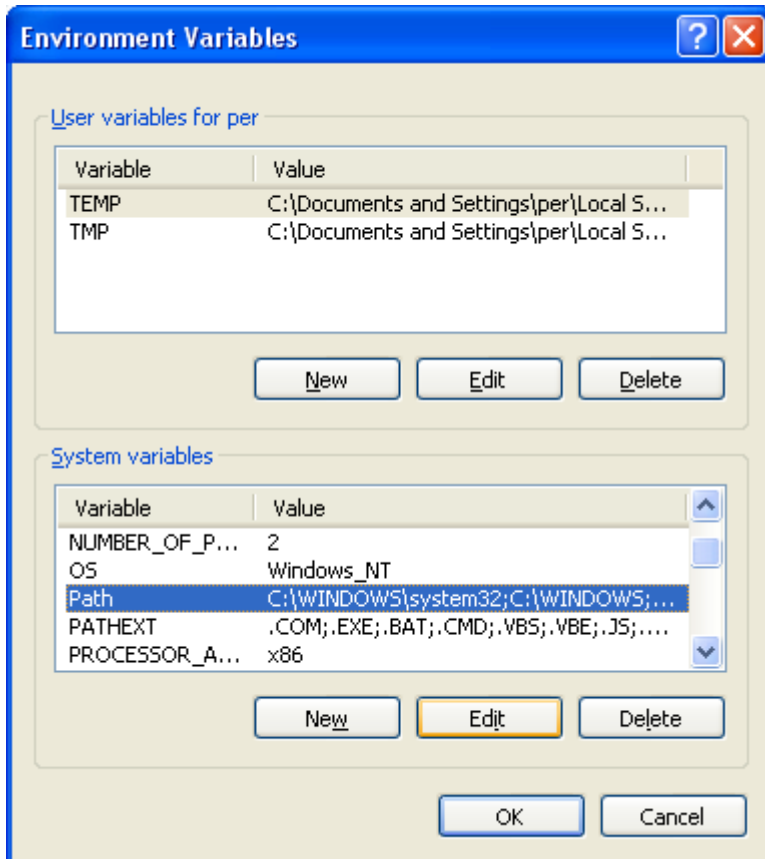 Environment Variables
User variables for per
Variable Value
TEMP C:\Documents and Settings\per\Local S...
TMP C:\Documents and Settings\per\Local S...
New Edit Delete
System variables
Variable Value
NUMBER_OF_P... 2
OS Windows_NT
Path C:\WINDOWS\system32;C:\WINDOWS;...
PATHEXT .COM;.EXE;.BAT;.CMD;.VBS;.VBE;.JS;....
PROCESSOR_A... x86
New Edit Delete
OK Cancel